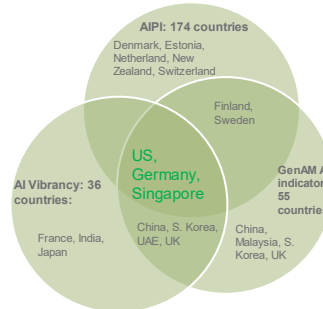 AIPI: 174 countries
Denmark, Estonia,
Netherland, New
Zealand, Switzerland
Finland,
Sweden
US,
Germany,
Singapore
GenAM A
indicator
55
countrie
AI Vibrancy: 36
countries:
China, S. Korea,
UAE, UK
China,
Malaysia, S.
Korea, UK
France, India,
Japan